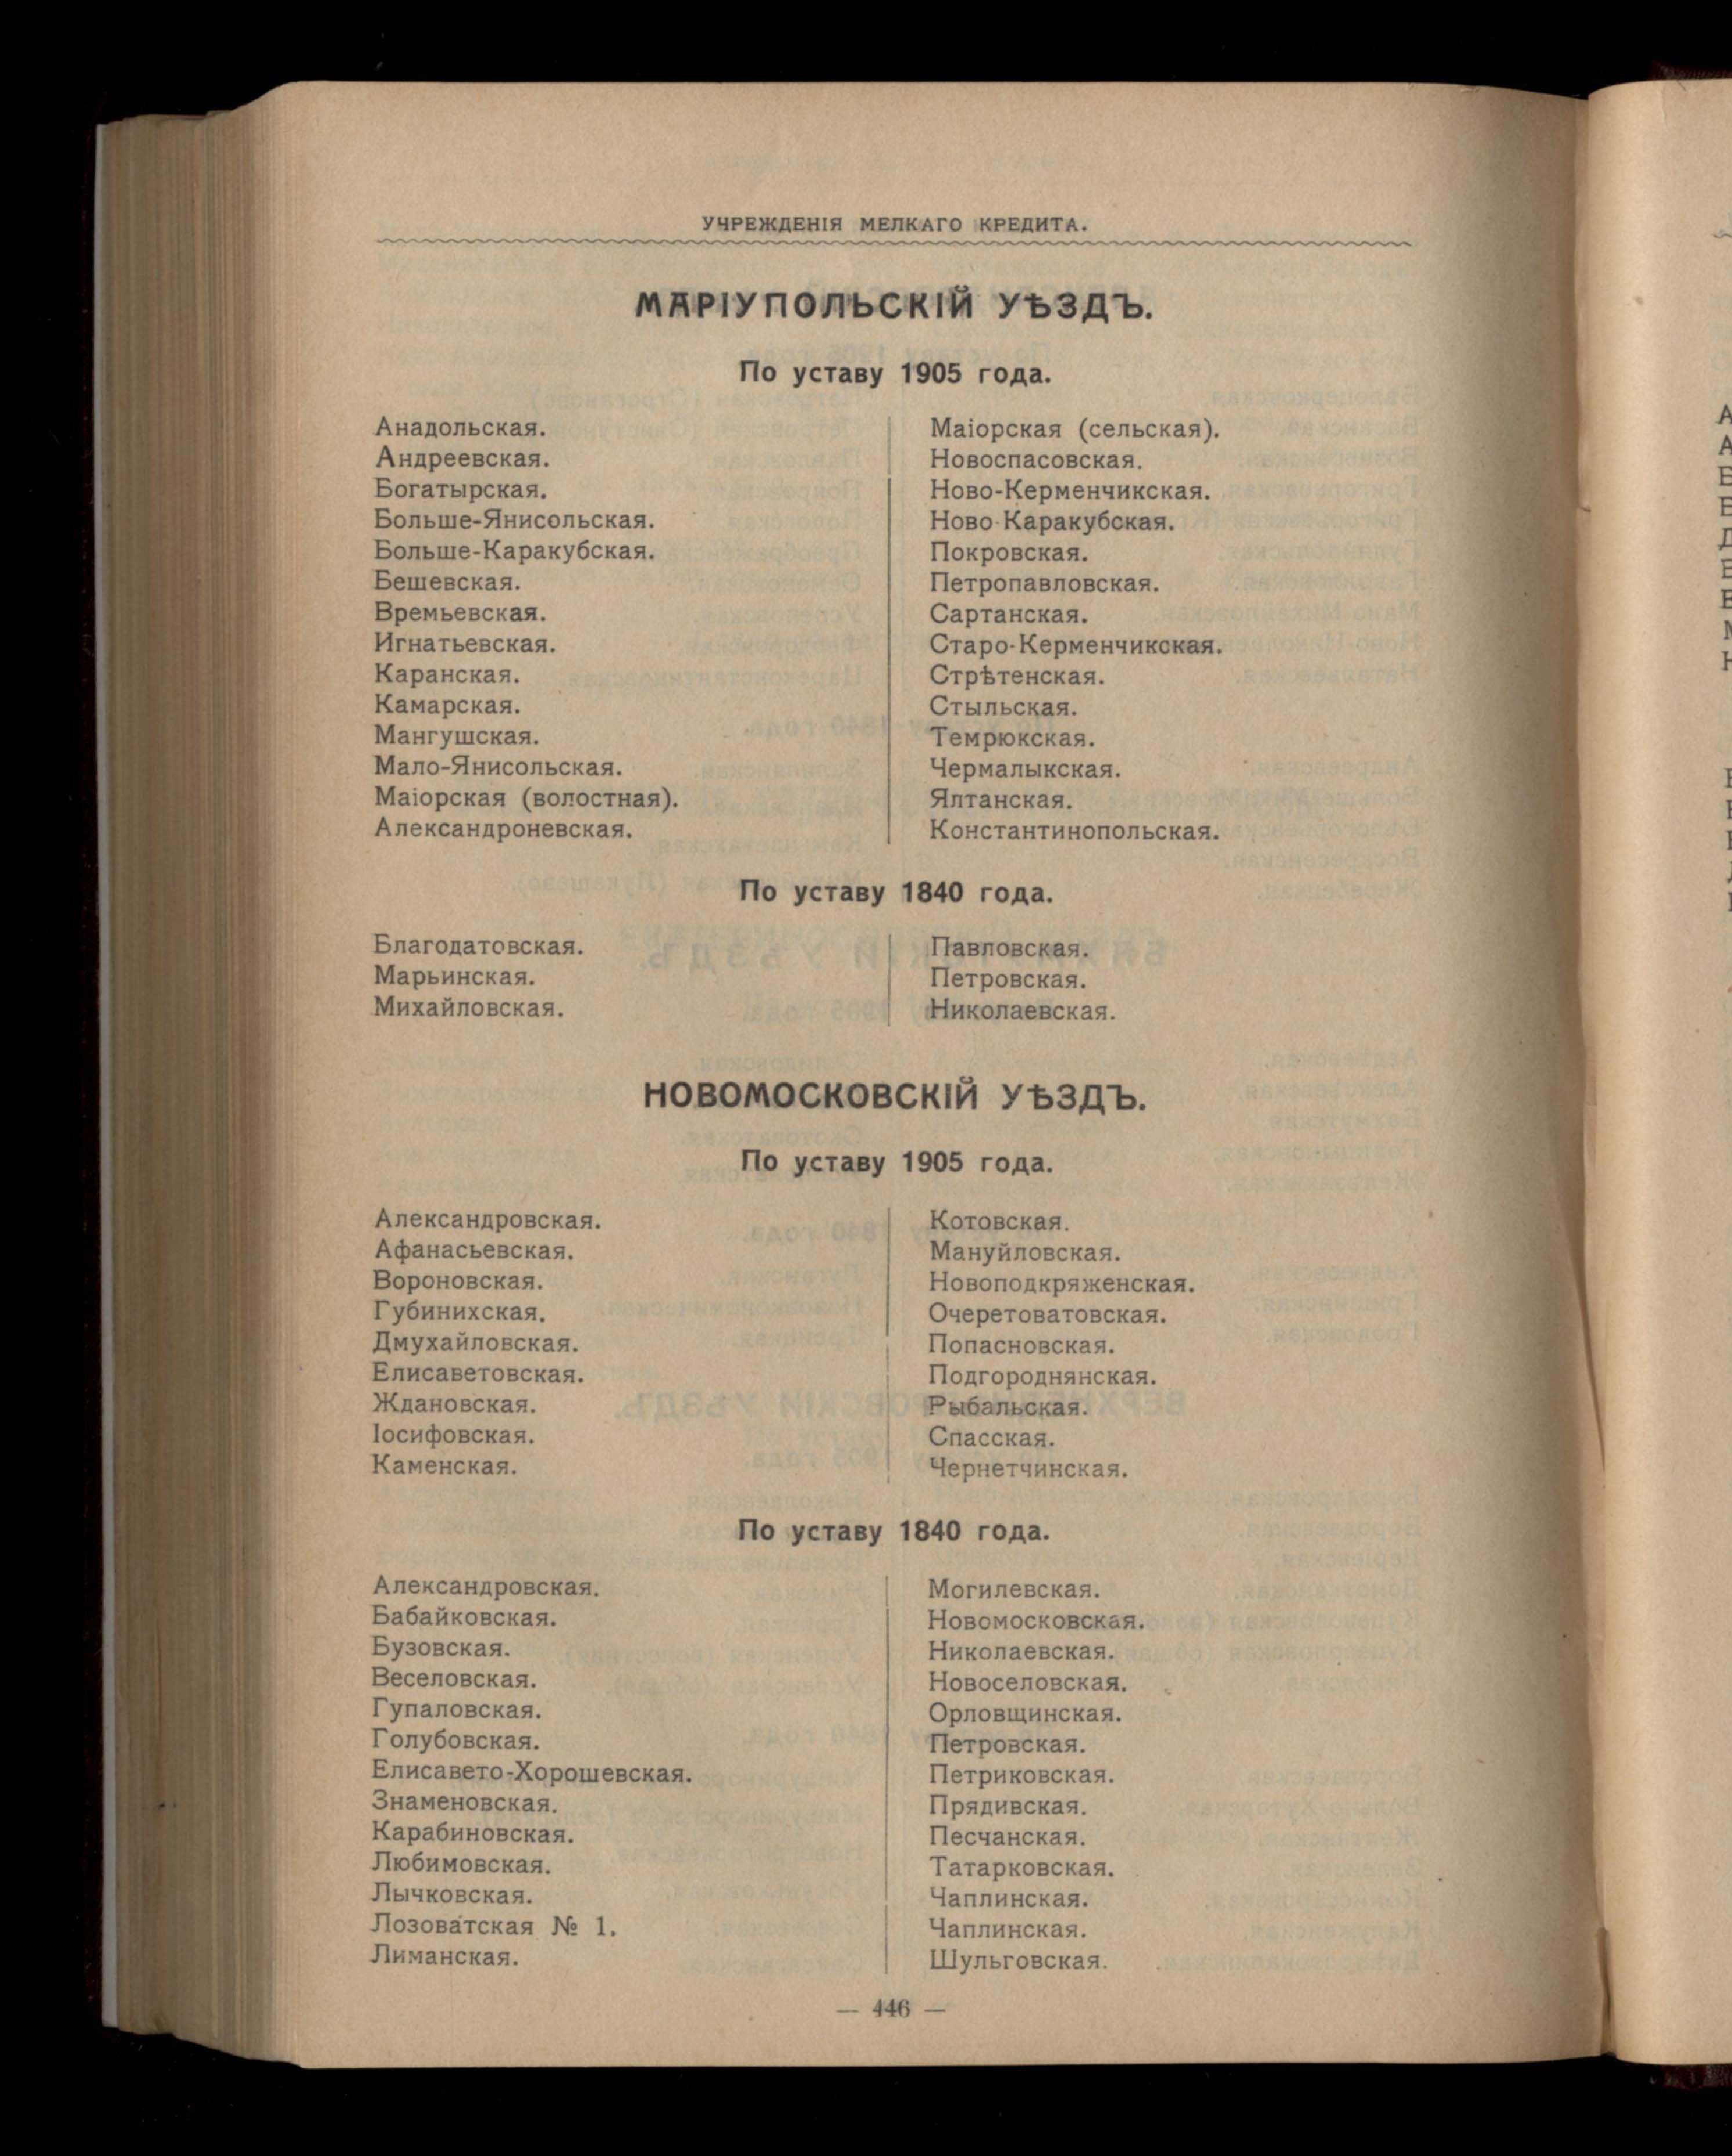 УЧРЕЖДЕНІЯ МЕЛКАГО КРЕДИТА.
МАРІУПОЛЬСКІЙ УѢЗДЪ.
По уставу 1905 года.
Анадольская.
Андреевская.
Богатырская.
Больше-Янисольская.
Больше-Каракубская.
Бешевская.
Времьевская.
Игнатьевская.
Каранская.
Камарская.
Мангушская.
Мало-Янисольская.
Маіорская (волостная).
Александроневская.
Маіорская (сельская).
Новоспасовская.
Ново-Керменчикская.
Ново-Каракубская.
Покровская.
Петропавловская.
Сартанская.
Старо-Керменчикская.
Стрѣтенская.
Стыльская.
Темрюкская.
Чермалыкская.
Ялтанская.
Константинопольская.
По уставу 1840 года.
Благодатовская.
Марьинская.
Михайловская.
Павловская.
Петровская.
Николаевская.
НОВОМОСКОВСКІЙ УѢЗДЪ.
По уставу 1905 года.
Александровская.
Афанасьевская.
Вороновская.
Губинихская.
Дмухайловская.
Елисаветовская.
Ждановская.
Іосифовская.
Каменская.
Котовская.
Мануйловская.
Новоподкряженская.
Очеретоватовская.
Попасновская.
Подгороднянская.
Рыбальская.
Спасская.
Чернетчинская.
По уставу 1840 года.
Александровская.
Бабайковская.
Бузовская.
Веселовская.
Гупаловская.
Голубовская.
Елисавето-Хорошевская.
Знаменовская.
Карабиновская.
Любимовская.
Лычковская.
Лозоватская № 1.
Лиманская.
Могилевская.
Новомосковская.
Николаевская.
Новоселовская.
Орловщинская.
Петровская.
Петриковская.
Прядивская.
Песчанская.
Татарковская.
Чаплинская.
Чаплинская.
Шульговская.
— 446 —